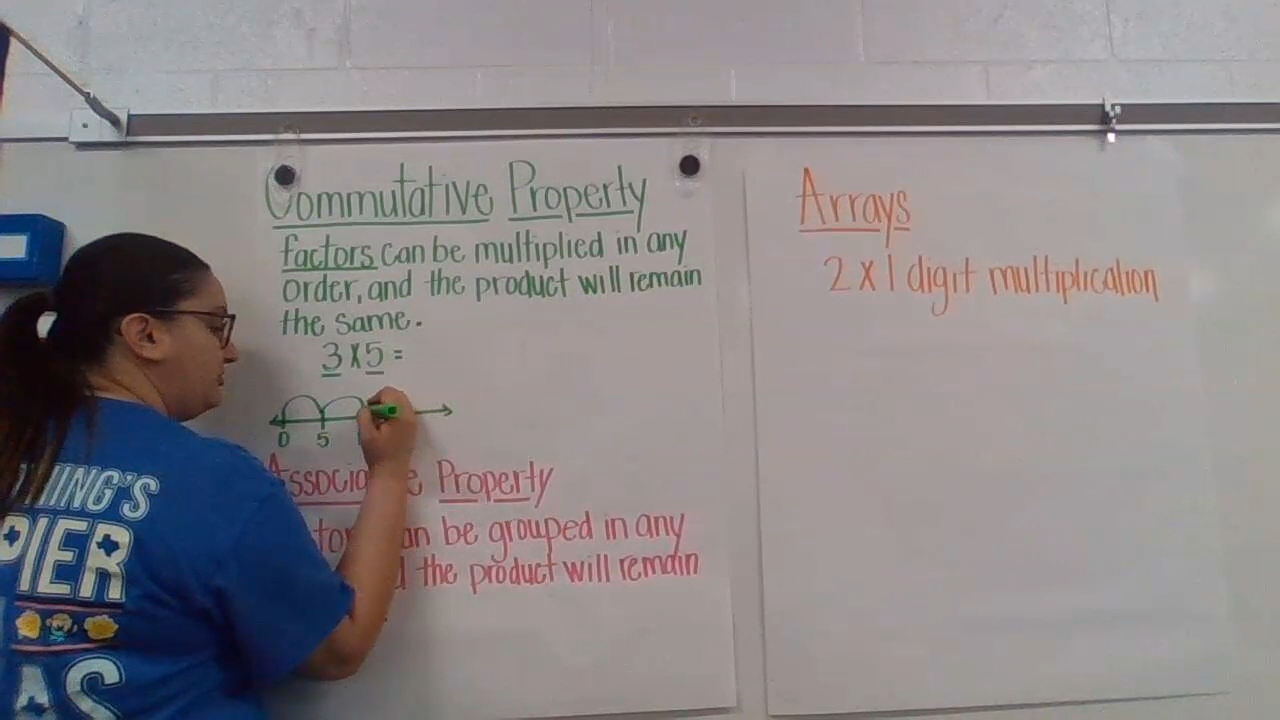 Commutative Property
factors can be multiplied in any
order, and the product will remain
the same.
3 x 5 =
0 5
Property
can be grouped in any
the product will remain
Arrays
2 x 1 digit multiplication